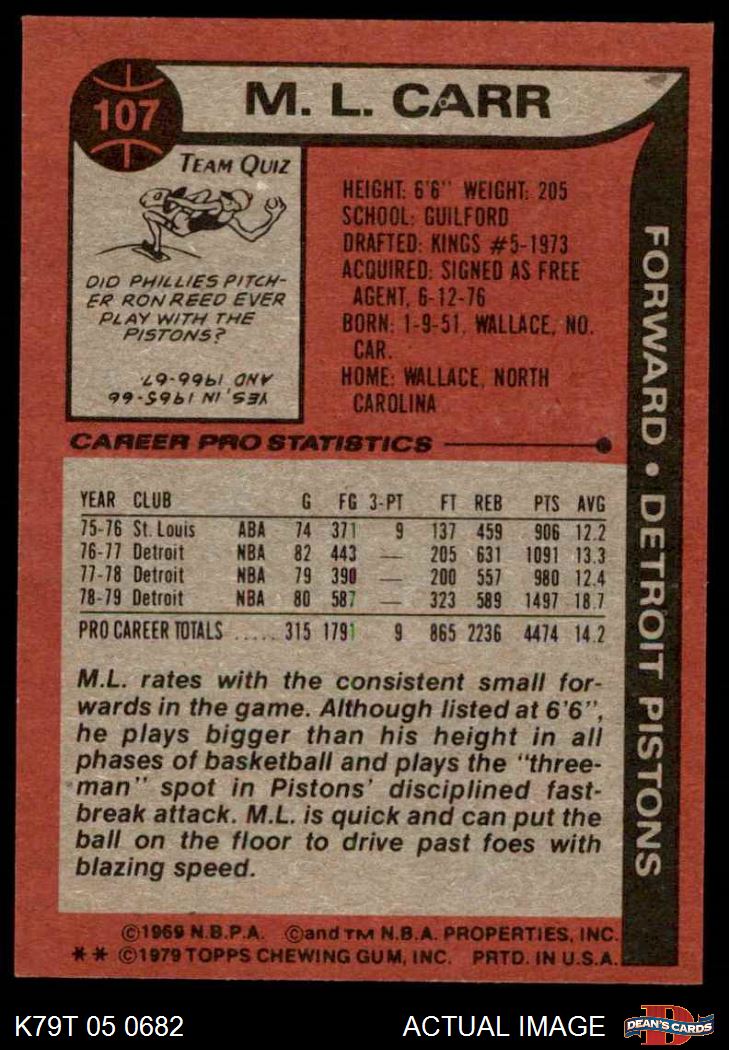 107
M. L. CARR
TEAM QUIZ
DID PHILLIES PITCH-
ER RON REED EVER
PLAY WITH THE
PISTONS?
YES, IN 1965-66
AND 1966-67.
HEIGHT: 6'6" WEIGHT: 205
SCHOOL: GUILFORD
DRAFTED: KINGS #5-1973
ACQUIRED: SIGNED AS FREE
AGENT, 6-12-76
BORN: 1-9-51, WALLACE, NO.
CAR.
HOME: WALLACE, NORTH
CAROLINA
FORWARD • DETROIT PISTONS
CAREER PRO STATISTICS
YEAR CLUB G FG 3-PT FT REB PTS AVG
75-76 St. Louis ABA 74 371 9 137 459 906 12.2
76-77 Detroit NBA 82 443 — 205 631 1091 13.3
77-78 Detroit NBA 79 390 — 200 557 980 12.4
78-79 Detroit NBA 80 587 — 323 589 1497 18.7
PRO CAREER TOTALS ..... 315 1791 9 865 2236 4474 14.2
M.L. rates with the consistent small for-
wards in the game. Although listed at 6'6",
he plays bigger than his height in all
phases of basketball and plays the "three-
man" spot in Pistons' disciplined fast-
break attack. M.L. is quick and can put the
ball on the floor to drive past foes with
blazing speed.
©1969 N.B.P.A. ©and TM N.B.A. PROPERTIES, INC.
** ©1979 TOPPS CHEWING GUM, INC. PRTD. IN U.S.A.
K79T 05 0682
ACTUAL IMAGE
D
DEAN'S CARDS